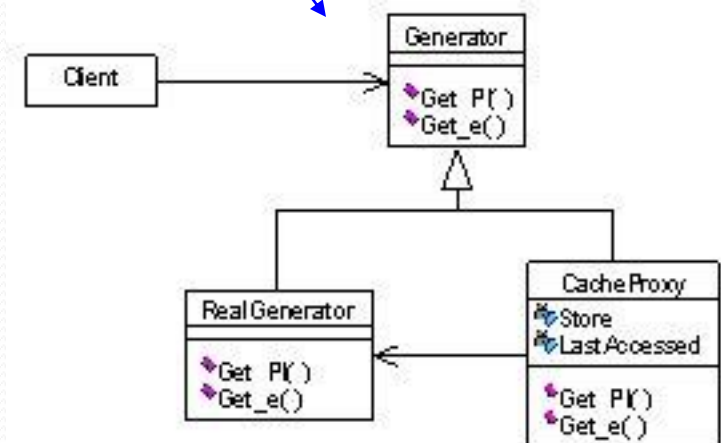 Generator
Client
Get_PI()
Get_e()
RealGenerator
Get_PI()
Get_e()
CacheProxy
Store
LastAccessed
Get_PI()
Get_e()